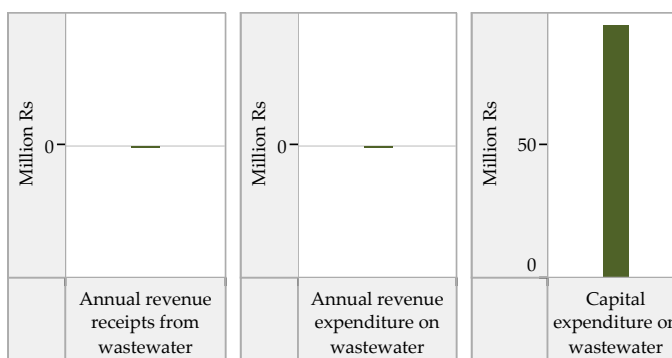 Million Rs
0
Annual revenue
receipts from
wastewater
Million Rs
0
Annual revenue
expenditure on
wastewater
Million Rs
50
0
Capital
expenditure on
wastewater